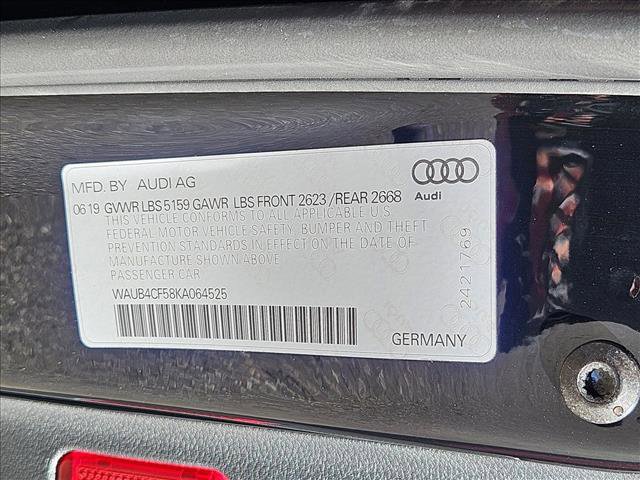 MFD. BY AUDI AG
06 19 GVWR LBS 5159 GAWR LBS FRONT 2623 / REAR 2668
THIS VEHICLE CONFORMS TO ALL APPLICABLE U.S.
FEDERAL MOTOR VEHICLE SAFETY, BUMPER AND THEFT
PREVENTION STANDARDS IN EFFECT ON THE DATE OF
MANUFACTURE SHOWN ABOVE.
PASSENGER CAR
WAUB4CF58KA064525
Audi
2421769
GERMANY